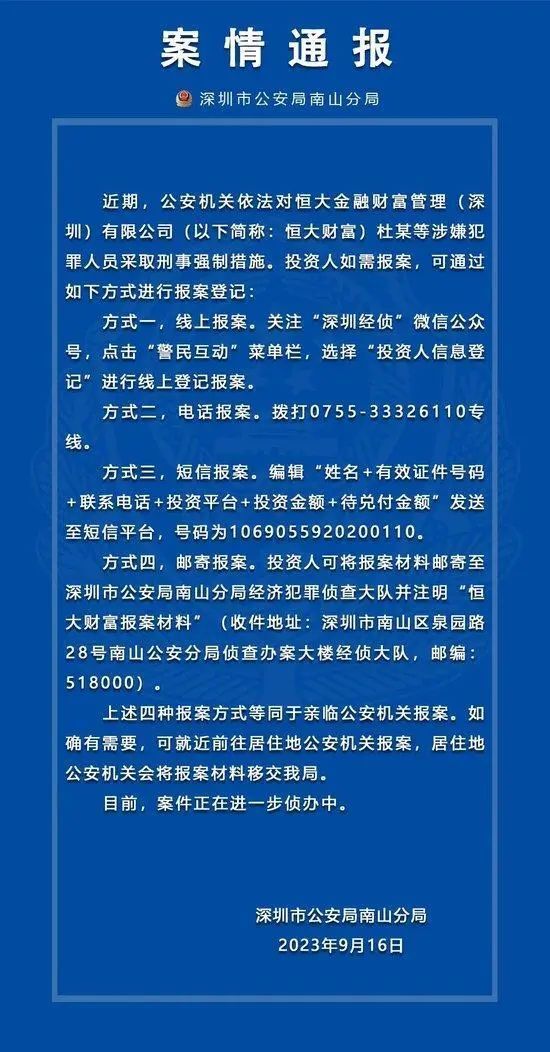 案情通报
深圳市公安局南山分局
近期，公安机关依法对恒大金融财富管理（深
圳）有限公司（以下简称：恒大财富）杜某等涉嫌犯
罪人员采取刑事强制措施。投资人如需报案，可通过
如下方式进行报案登记：
方式一，线上报案。关注“深圳经侦”微信公众
号，点击“警民互动”菜单栏，选择“投资人信息登
记”进行线上登记报案。
方式二，电话报案。拨打0755-33326110专
线。
方式三，短信报案。编辑“姓名+有效证件号码
+联系电话+投资平台+投资金额+待兑付金额”发送
至短信平台，号码为1069055920200110。
方式四，邮寄报案。投资人可将报案材料邮寄至
深圳市公安局南山分局经济犯罪侦查大队并注明“恒
大财富报案材料”（收件地址：深圳市南山区泉园路
28号南山公安分局侦查办案大楼经侦大队，邮编：
518000）。
上述四种报案方式等同于亲临公安机关报案。如
确有需要，可就近前往居住地公安机关报案，居住地
公安机关会将报案材料移交我局。
目前，案件正在进一步侦办中。
深圳市公安局南山分局
2023年9月16日